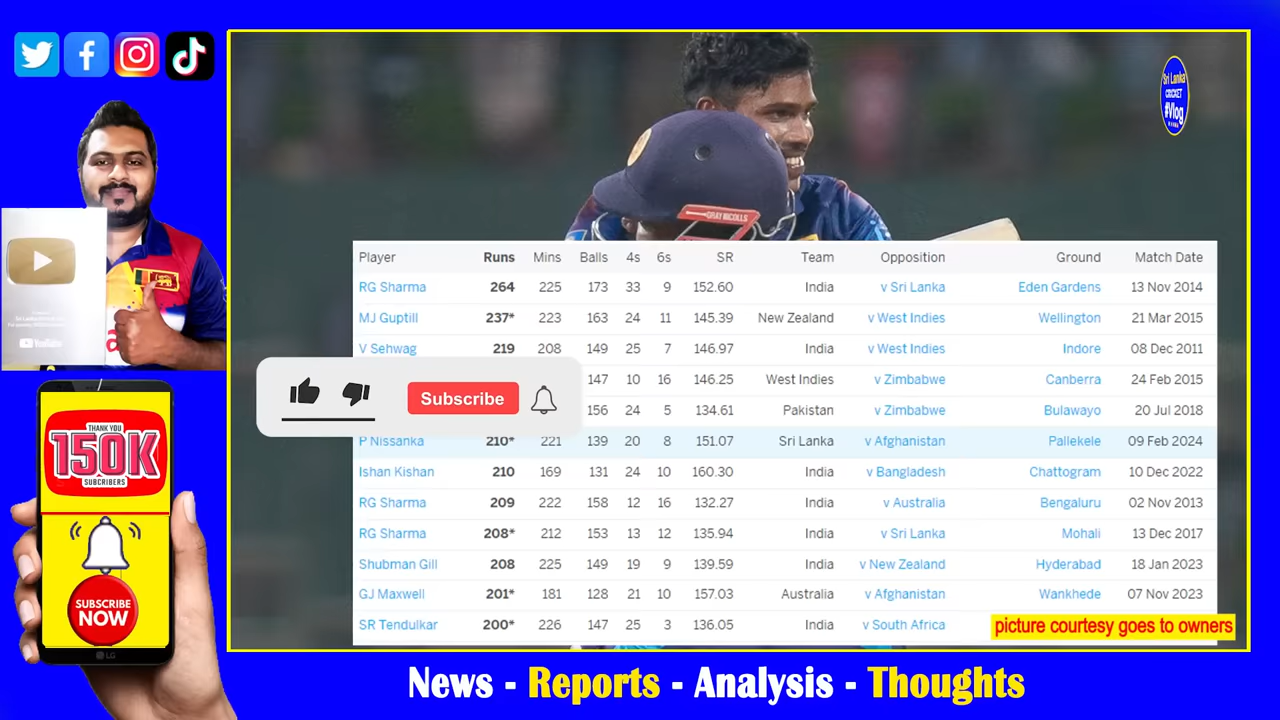 Sri Lanka
CRICKET
#Vlog
GRAY-NICOLLS
Player Runs Mins Balls 4s 6s SR Team Opposition Ground Match Date
RG Sharma 264 225 173 33 9 152.60 India v Sri Lanka Eden Gardens 13 Nov 2014
MJ Guptill 237* 223 163 24 11 145.39 New Zealand v West Indies Wellington 21 Mar 2015
V Sehwag 219 208 149 25 7 146.97 India v West Indies Indore 08 Dec 2011
147 10 16 146.25 West Indies v Zimbabwe Canberra 24 Feb 2015
Subscribe
156 24 5 134.61 Pakistan v Zimbabwe Bulawayo 20 Jul 2018
P Nissanka 210* 221 139 20 8 151.07 Sri Lanka v Afghanistan Pallekele 09 Feb 2024
Ishan Kishan 210 169 131 24 10 160.30 India v Bangladesh Chattogram 10 Dec 2022
RG Sharma 209 222 158 12 16 132.27 India v Australia Bengaluru 02 Nov 2013
RG Sharma 208* 212 153 13 12 135.94 India v Sri Lanka Mohali 13 Dec 2017
Shubman Gill 208 225 149 19 9 139.59 India v New Zealand Hyderabad 18 Jan 2023
GJ Maxwell 201* 181 128 21 10 157.03 Australia v Afghanistan Wankhede 07 Nov 2023
SR Tendulkar 200* 226 147 25 3 136.05 India v South Africa
picture courtesy goes to owners
YouTube
THANK YOU
150K
SUBCRIBERS
SUBSCRIBE
NOW
LG
News - Reports - Analysis - Thoughts